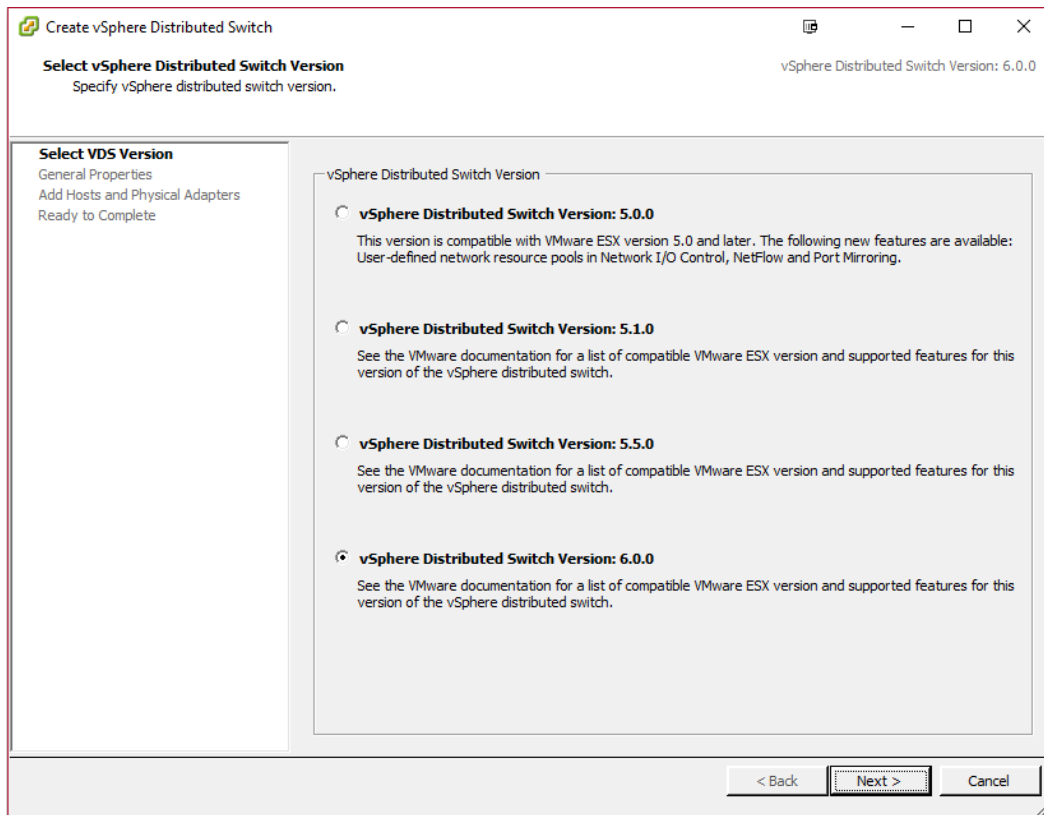 Create vSphere Distributed Switch
Select vSphere Distributed Switch Version
Specify vSphere distributed switch version.
vSphere Distributed Switch Version: 6.0.0
Select VDS Version
General Properties
Add Hosts and Physical Adapters
Ready to Complete
vSphere Distributed Switch Version
vSphere Distributed Switch Version: 5.0.0
This version is compatible with VMware ESX version 5.0 and later. The following new features are available:
User-defined network resource pools in Network I/O Control, NetFlow and Port Mirroring.
vSphere Distributed Switch Version: 5.1.0
See the VMware documentation for a list of compatible VMware ESX version and supported features for this
version of the vSphere distributed switch.
vSphere Distributed Switch Version: 5.5.0
See the VMware documentation for a list of compatible VMware ESX version and supported features for this
version of the vSphere distributed switch.
vSphere Distributed Switch Version: 6.0.0
See the VMware documentation for a list of compatible VMware ESX version and supported features for this
version of the vSphere distributed switch.
< Back
Next >
Cancel